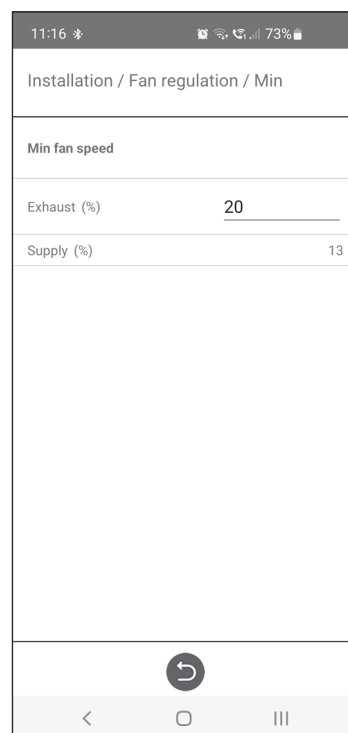 11:16 73%
Installation / Fan regulation / Min
Min fan speed
Exhaust (%) 20
Supply (%) 13